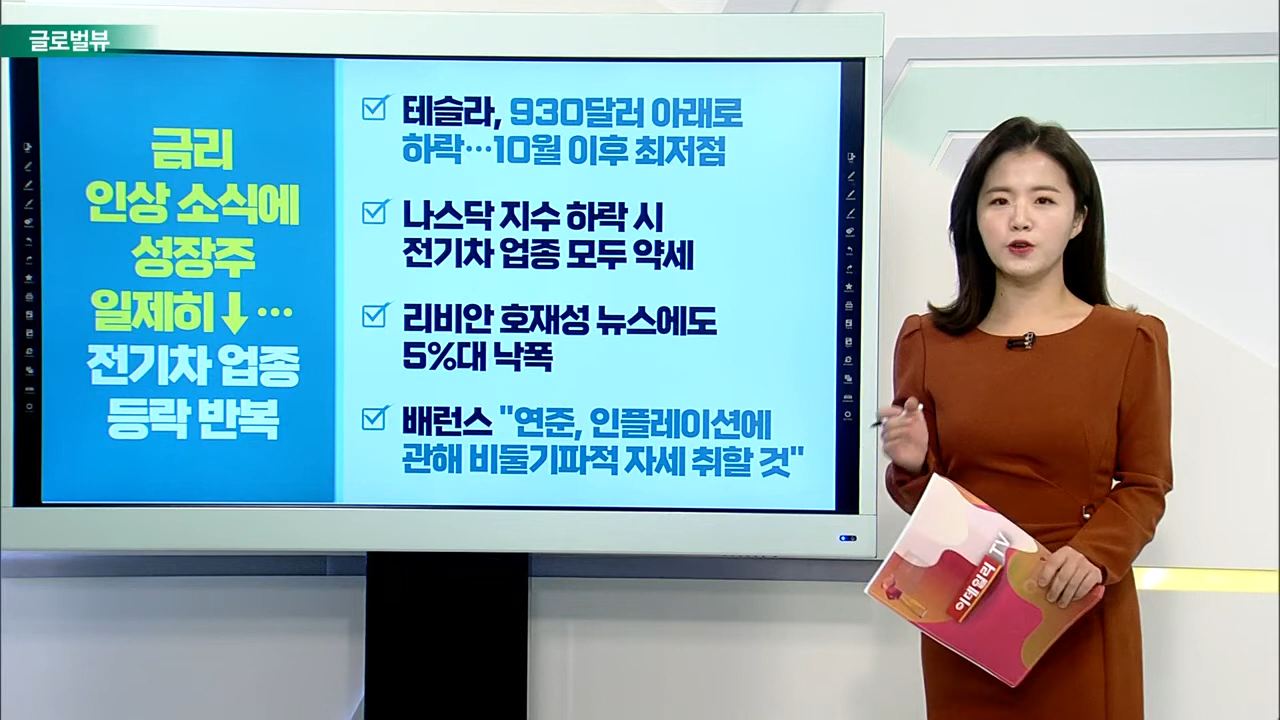 글로벌뷰
금리
인상 소식에
성장주
일제히↓…
전기차 업종
등락 반복
테슬라, 930달러 아래로
하락…10월 이후 최저점
나스닥 지수 하락 시
전기차 업종 모두 약세
리비안 호재성 뉴스에도
5%대 낙폭
배런스 "연준, 인플레이션에
관해 비둘기파적 자세 취할 것"
이데일리 TV